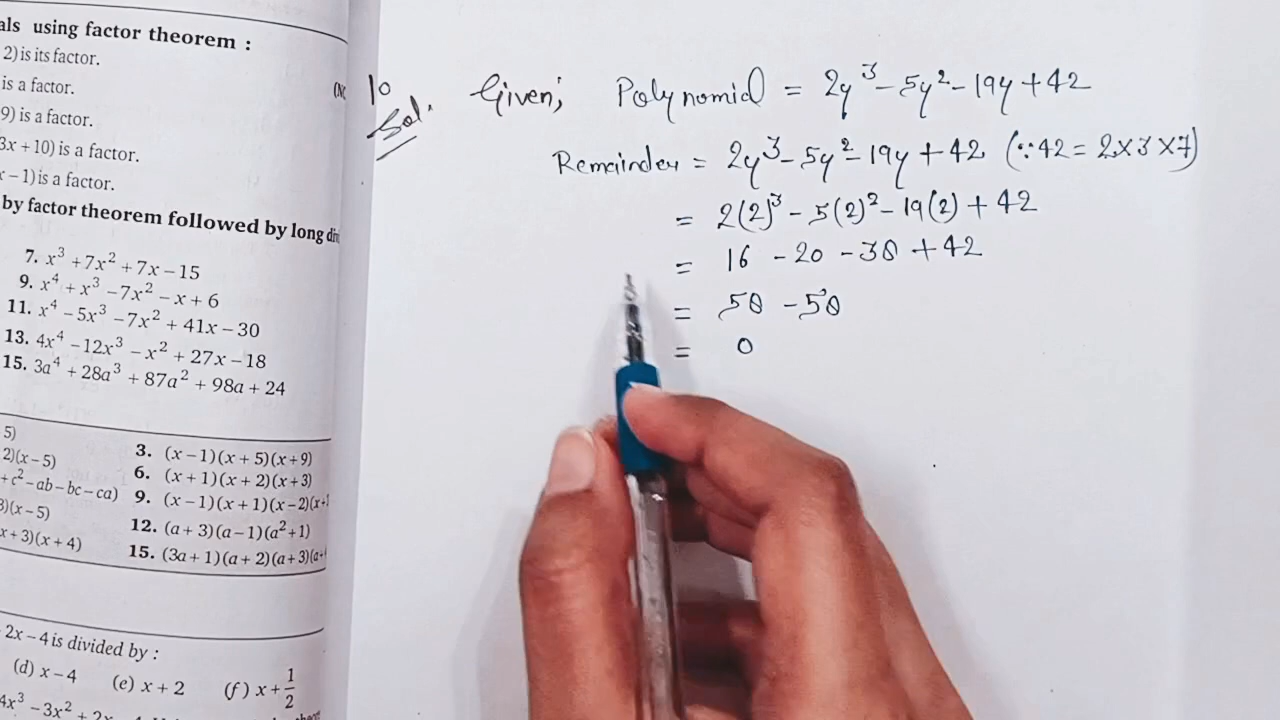 als using factor theorem :
2) is its factor.
is a factor.
9) is a factor.
3x + 10) is a factor.
x – 1) is a factor.
by factor theorem followed by long
7. x³ + 7x² + 7x – 15
9. x⁴ + x³ – 7x² – x + 6
11. x⁴ – 5x³ – 7x² + 41x – 30
13. 4x⁴ – 12x³ – x² + 27x – 18
15. 3a⁴ + 28a³ + 87a² + 98a + 24
5)
2)(x – 5)
+ c² – ab – bc – ca)
3)(x – 5)
x + 3)(x + 4)
3. (x – 1)(x + 5)(x + 9)
6. (x + 1)(x + 2)(x + 3)
9. (x – 1)(x + 1)(x – 2)(x +
12. (a + 3)(a – 1)(a² + 1)
15. (3a + 1)(a + 2)(a + 3)(a +
2x – 4 is divided by :
(d) x – 4 (e) x + 2 (f) x + 1/2
4x³ – 3x² + 2x
10
Sol.
Given; Polynomial = 2y³ – 5y² – 19y + 42
Remainder = 2y³ – 5y² – 19y + 42 (∵ 42 = 2×3×7)
= 2(2)³ – 5(2)² – 19(2) + 42
= 16 – 20 – 38 + 42
= 58 – 58
= 0